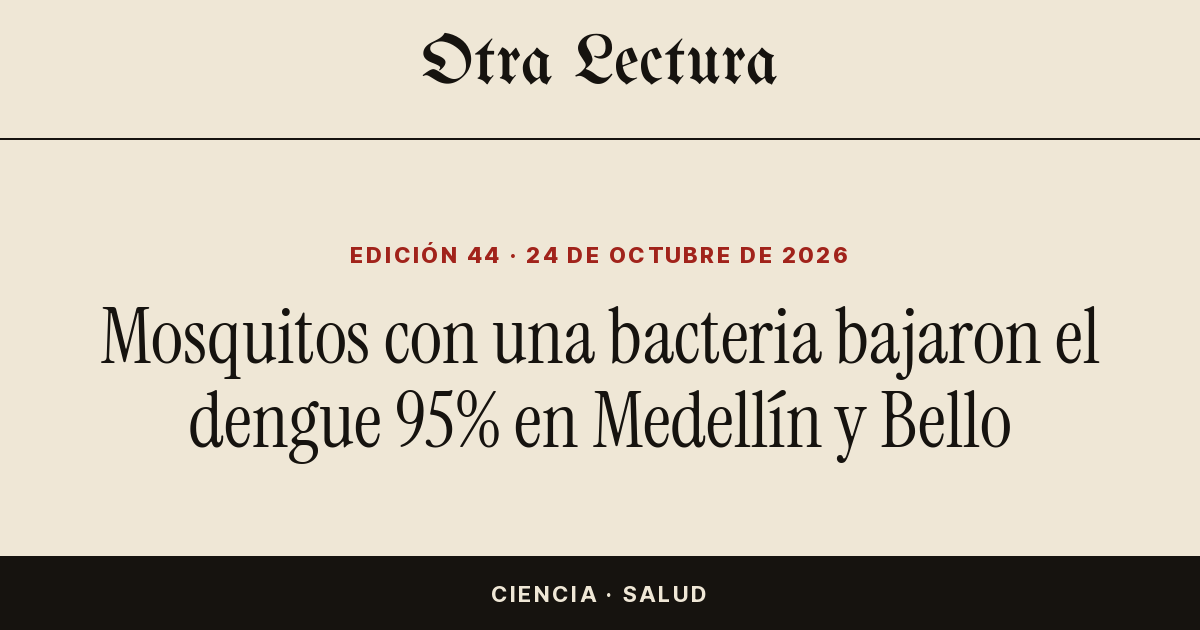 Otra Lectura
EDICIÓN 44 · 24 DE OCTUBRE DE 2026
Mosquitos con una bacteria bajaron el
dengue 95% en Medellín y Bello
CIENCIA · SALUD